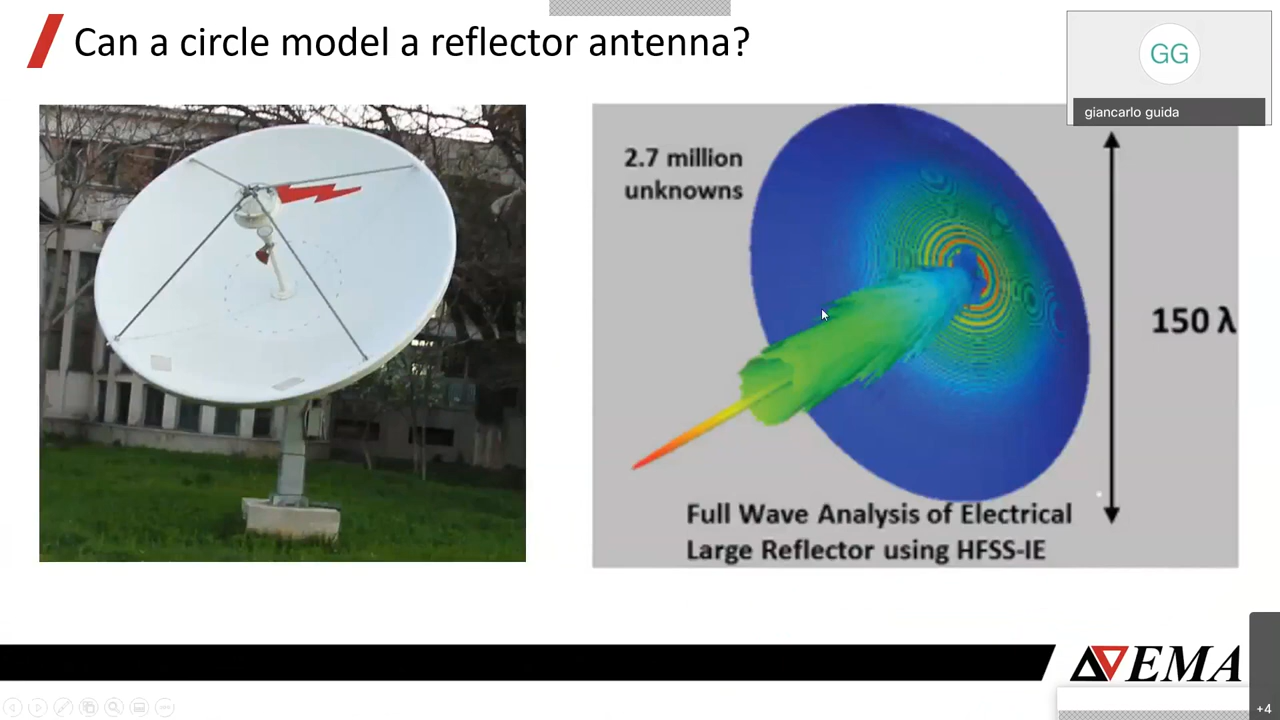 Can a circle model a reflector antenna?
GG
giancarlo guida
2.7 million
unknowns
150 λ
Full Wave Analysis of Electrical
Large Reflector using HFSS-IE
EMA
+4